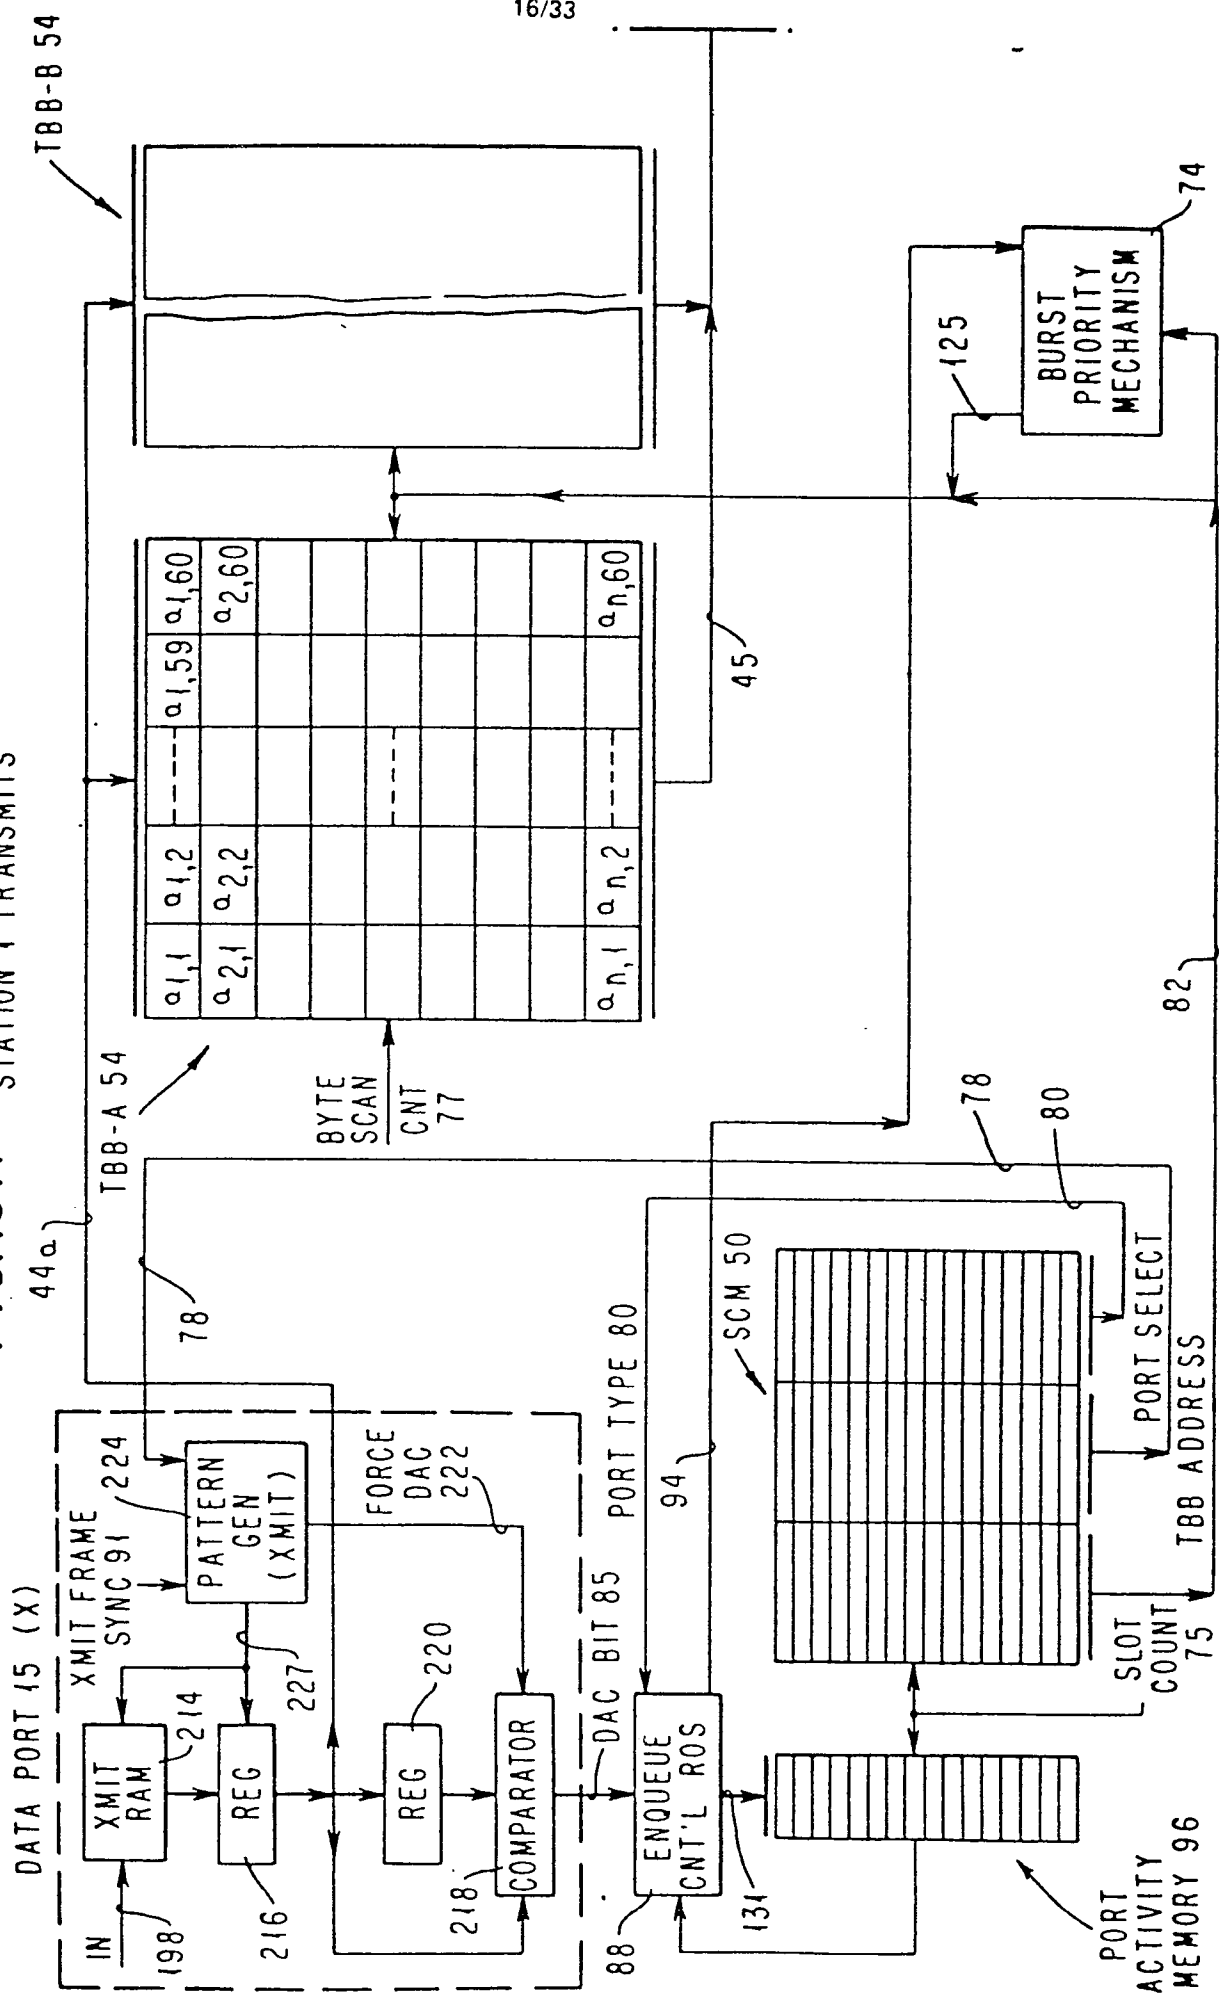 16/33
STATION 1 TRANSMITS
DATA PORT 15 (X)
IN
198
XMIT
RAM
214
XMIT FRAME
SYNC 91
224
PATTERN
GEN
(XMIT)
227
REG
216
REG
220
FORCE
DAC
222
COMPARATOR
218
DAC BIT 85
44a
78
TBB-A 54
BYTE
SCAN
CNT
77
a1,1
a1,2
a1,59
a1,60
a2,1
a2,2
a2,60
an,1
an,2
an,60
TBB-B 54
45
PORT TYPE 80
ENQUEUE
CNT'L ROS
88
94
131
SCM 50
78
80
PORT SELECT
TBB ADDRESS
SLOT
COUNT
75
PORT
ACTIVITY
MEMORY 96
82
125
BURST
PRIORITY
MECHANISM
74